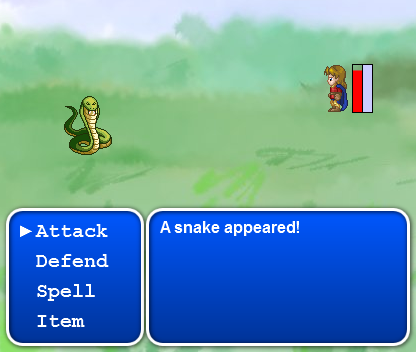 Attack
Defend
Spell
Item
A snake appeared!